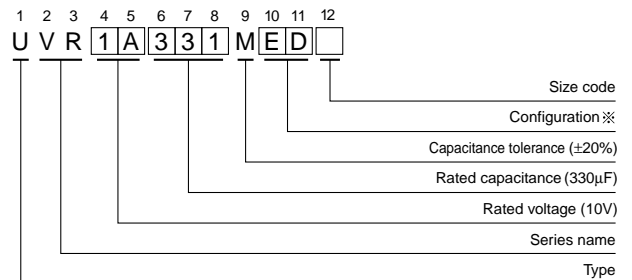 1 2 3 4 5 6 7 8 9 10 11 12
U V R 1 A 3 3 1 M E D
Size code
Configuration※
Capacitance tolerance (±20%)
Rated capacitance (330µF)
Rated voltage (10V)
Series name
Type